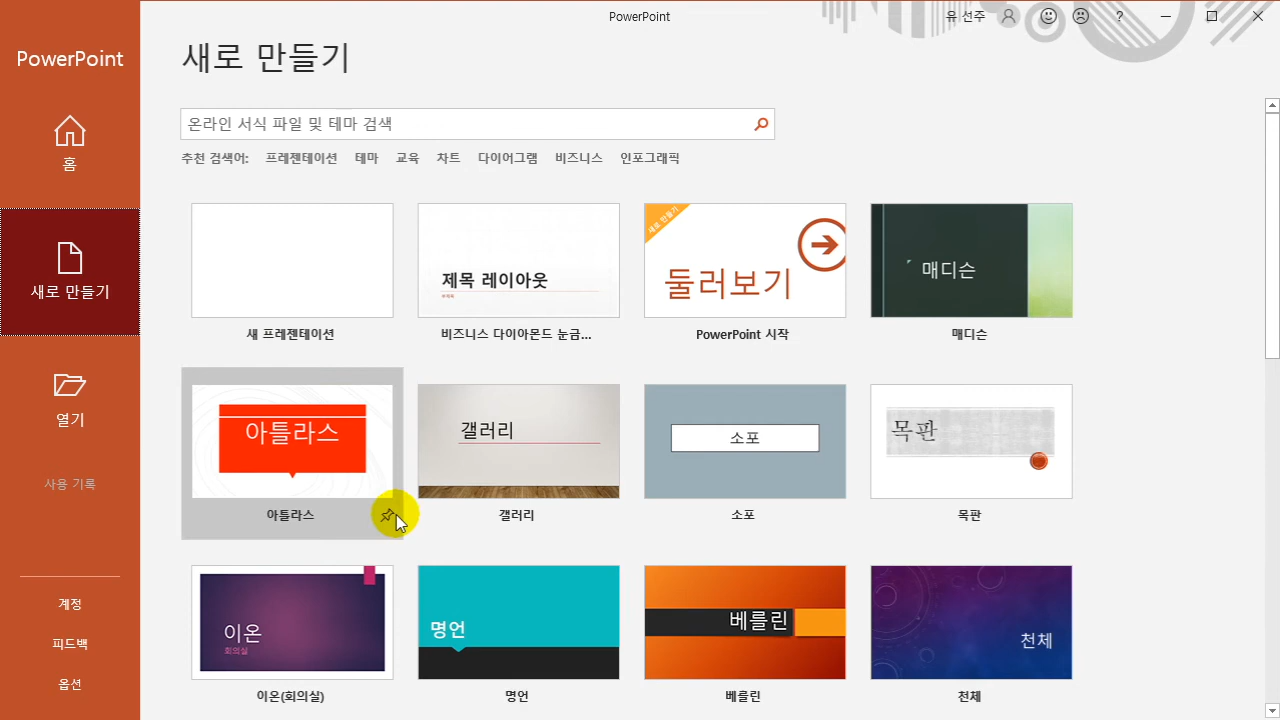 PowerPoint
유 선주
?
PowerPoint
새로 만들기
홈
새로 만들기
열기
사용 기록
계정
피드백
옵션
온라인 서식 파일 및 테마 검색
추천 검색어: 프레젠테이션 테마 교육 차트 다이어그램 비즈니스 인포그래픽
새 프레젠테이션
제목 레이아웃
비즈니스 다이아몬드 눈금...
새로 만들기
둘러보기
PowerPoint 시작
매디슨
매디슨
아틀라스
아틀라스
갤러리
갤러리
소포
소포
목판
목판
이온
회의실
이온(회의실)
명언
명언
베를린
베를린
천체
천체